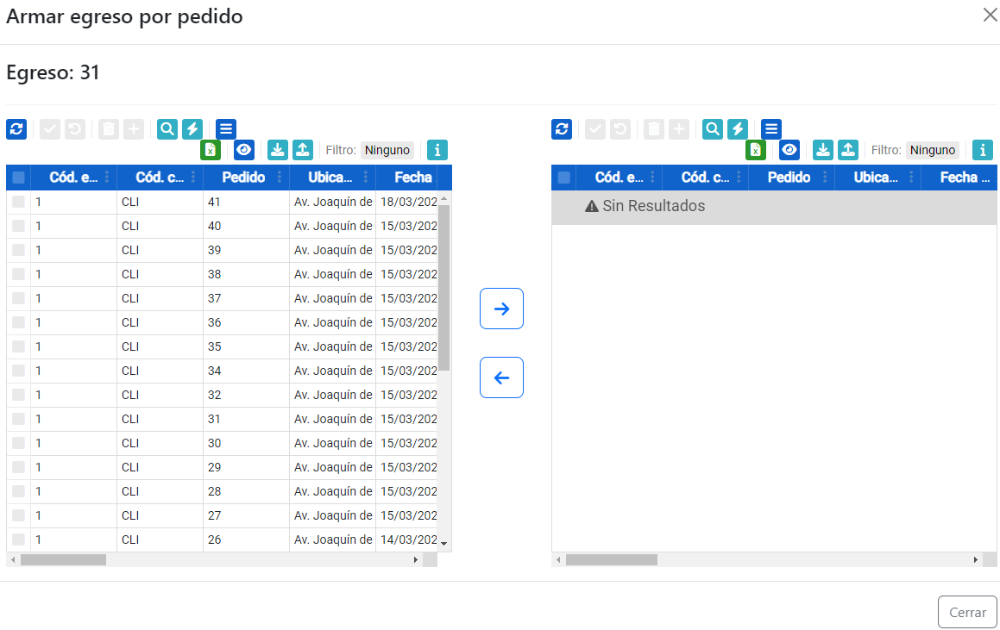 Armar egreso por pedido
Egreso: 31
Filtro: Ninguno
Cód. e... Cód. c... Pedido Ubica... Fecha
1 CLI 41 Av. Joaquín de 18/03/202
1 CLI 40 Av. Joaquín de 15/03/202
1 CLI 39 Av. Joaquín de 15/03/202
1 CLI 38 Av. Joaquín de 15/03/202
1 CLI 37 Av. Joaquín de 15/03/202
1 CLI 36 Av. Joaquín de 15/03/202
1 CLI 35 Av. Joaquín de 15/03/202
1 CLI 34 Av. Joaquín de 15/03/202
1 CLI 32 Av. Joaquín de 15/03/202
1 CLI 31 Av. Joaquín de 15/03/202
1 CLI 30 Av. Joaquín de 15/03/202
1 CLI 29 Av. Joaquín de 15/03/202
1 CLI 28 Av. Joaquín de 15/03/202
1 CLI 27 Av. Joaquín de 15/03/202
1 CLI 26 Av. Joaquín de 14/03/202
Filtro: Ninguno
Cód. e... Cód. c... Pedido Ubica... Fecha ...
Sin Resultados
Cerrar